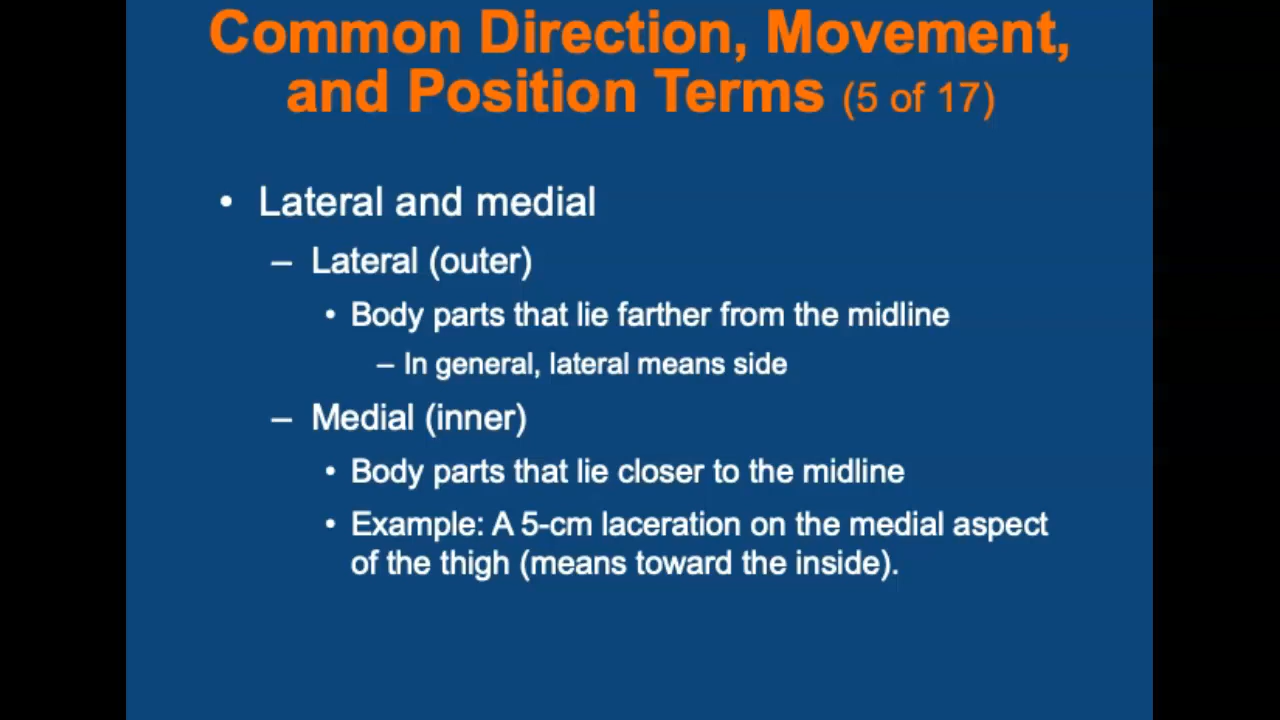 Common Direction, Movement,
and Position Terms (5 of 17)
• Lateral and medial
– Lateral (outer)
• Body parts that lie farther from the midline
– In general, lateral means side
– Medial (inner)
• Body parts that lie closer to the midline
• Example: A 5-cm laceration on the medial aspect
of the thigh (means toward the inside).